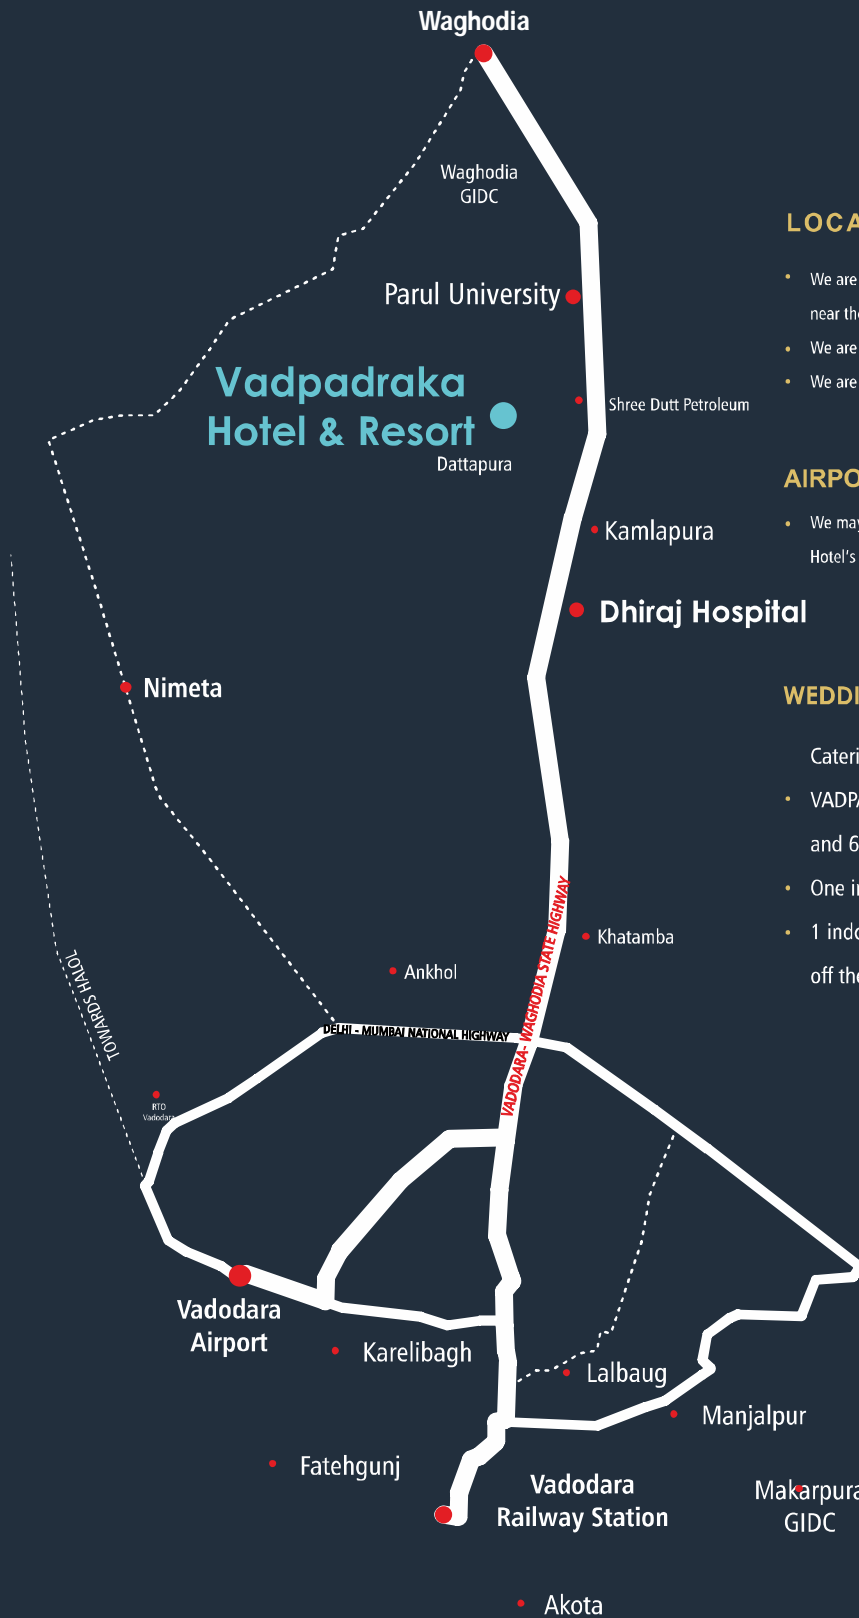 Waghodia
Waghodia
GIDC
LOCA
We are
near the
We are
We are
Parul University
Vadpadraka
Hotel & Resort
Shree Dutt Petroleum
Dattapura
AIRPO
We may
Hotel's
Kamlapura
Dhiraj Hospital
Nimeta
WEDDI
Cateri
VADPA
and 6
One in
1 indo
off the
VADODARA- WAGHODIA STATE HIGHWAY
Khatamba
Ankhol
TOWARDS HALOL
DELHI - MUMBAI NATIONAL HIGHWAY
RTO
Vadodara
Vadodara
Airport
Karelibagh
Lalbaug
Manjalpur
Fatehgunj
Vadodara
Railway Station
Makarpura
GIDC
Akota